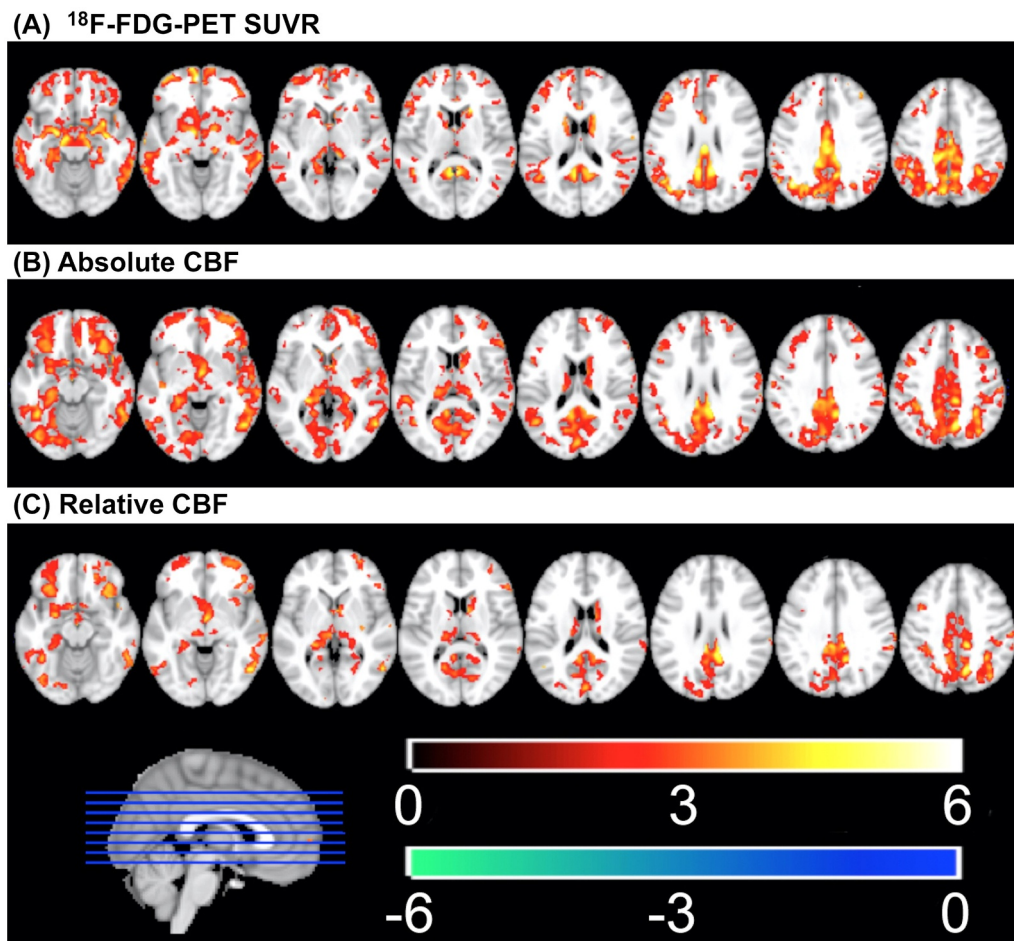 (A) ¹⁸F-FDG-PET SUVR
(B) Absolute CBF
(C) Relative CBF
0 3 6
-6 -3 0